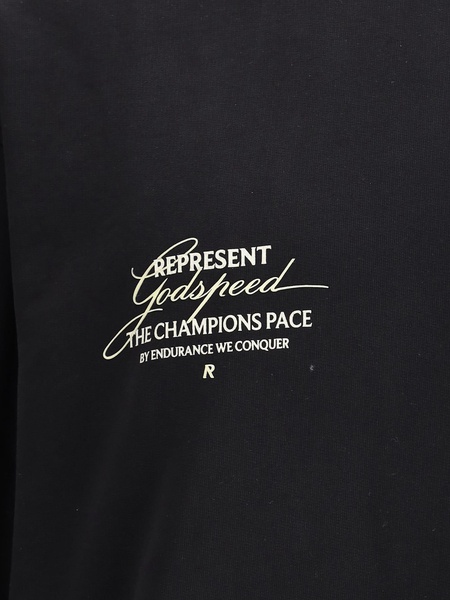 REPRESENT
Godspeed
THE CHAMPIONS PACE
BY ENDURANCE WE CONQUER
R